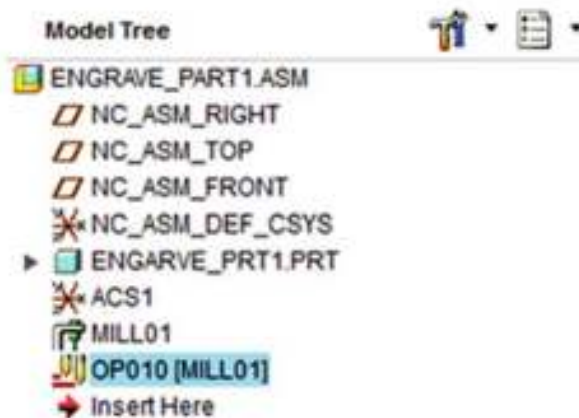 Model Tree
ENGRAVE_PART1.ASM
NC_ASM_RIGHT
NC_ASM_TOP
NC_ASM_FRONT
NC_ASM_DEF_CSYS
ENGARVE_PRT1.PRT
ACS1
MILL01
OP010 [MILL01]
Insert Here